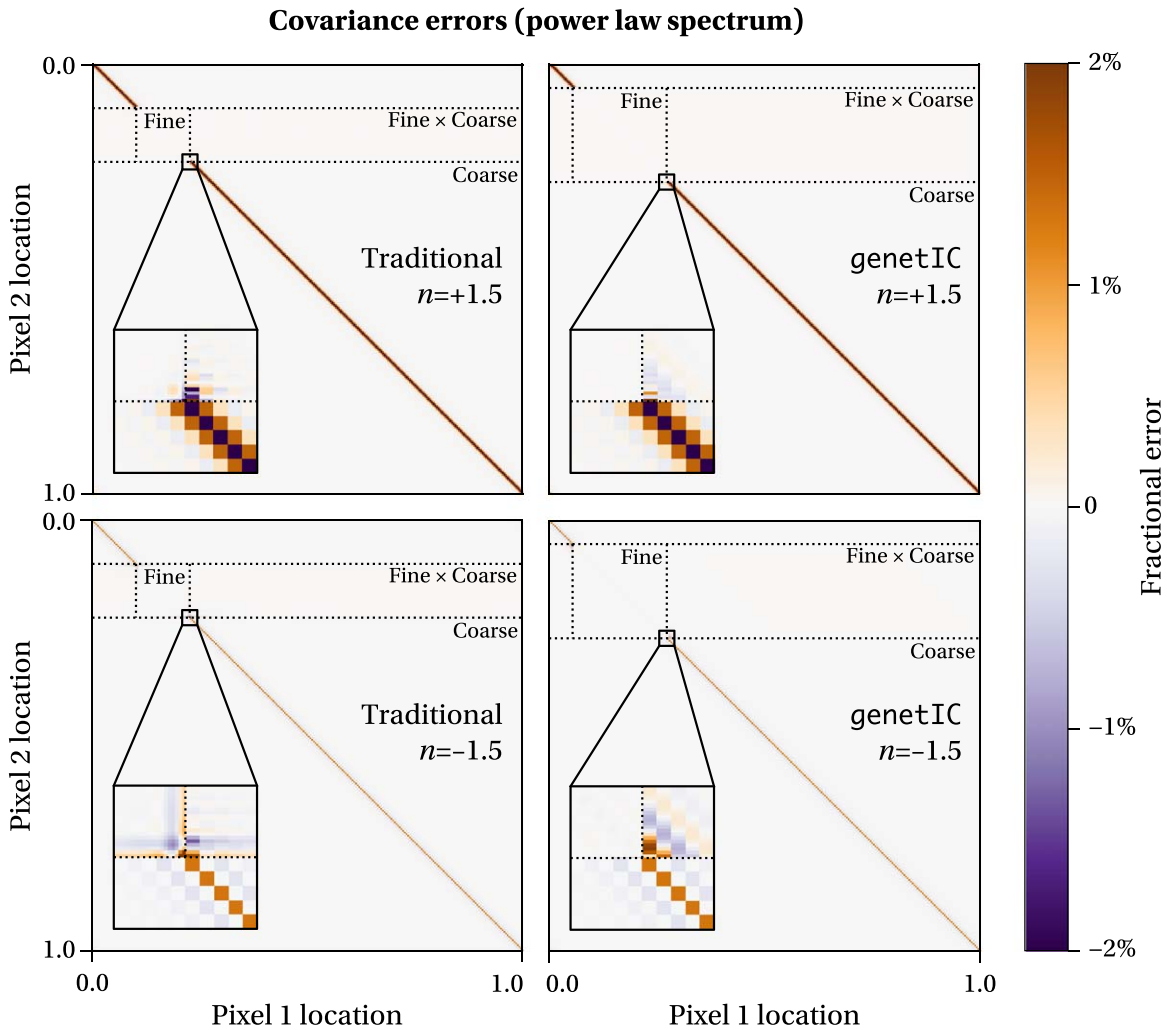 Covariance errors (power law spectrum)
0.0
Fine
Fine × Coarse
Coarse
Traditional
n=+1.5
1.0
Pixel 2 location
Fine
Fine × Coarse
Coarse
genetIC
n=+1.5
0.0
Fine
Fine × Coarse
Coarse
Traditional
n=−1.5
1.0
Pixel 2 location
0.0
1.0
Pixel 1 location
Fine
Fine × Coarse
Coarse
genetIC
n=−1.5
0.0
1.0
Pixel 1 location
2%
1%
0
−1%
−2%
Fractional error